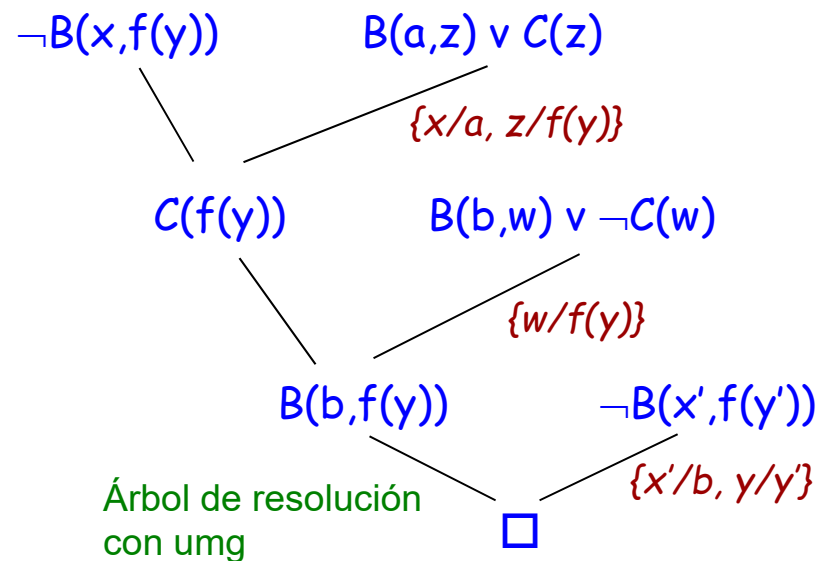 ¬B(x,f(y)) B(a,z) v C(z)
{x/a, z/f(y)}
C(f(y)) B(b,w) v ¬C(w)
{w/f(y)}
B(b,f(y)) ¬B(x',f(y'))
{x'/b, y/y'}
Árbol de resolución
con umg
□